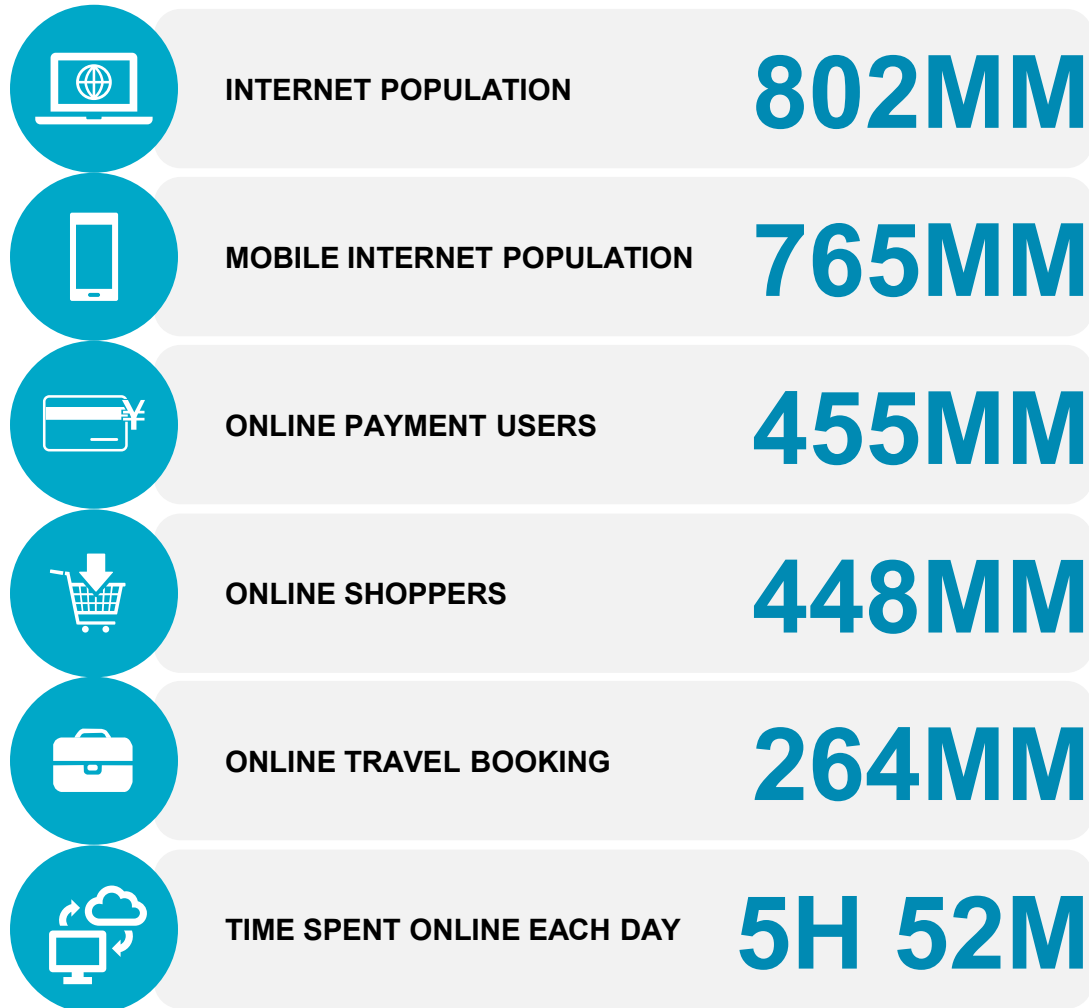 INTERNET POPULATION 802MM
MOBILE INTERNET POPULATION 765MM
¥
ONLINE PAYMENT USERS 455MM
ONLINE SHOPPERS 448MM
ONLINE TRAVEL BOOKING 264MM
TIME SPENT ONLINE EACH DAY 5H 52M